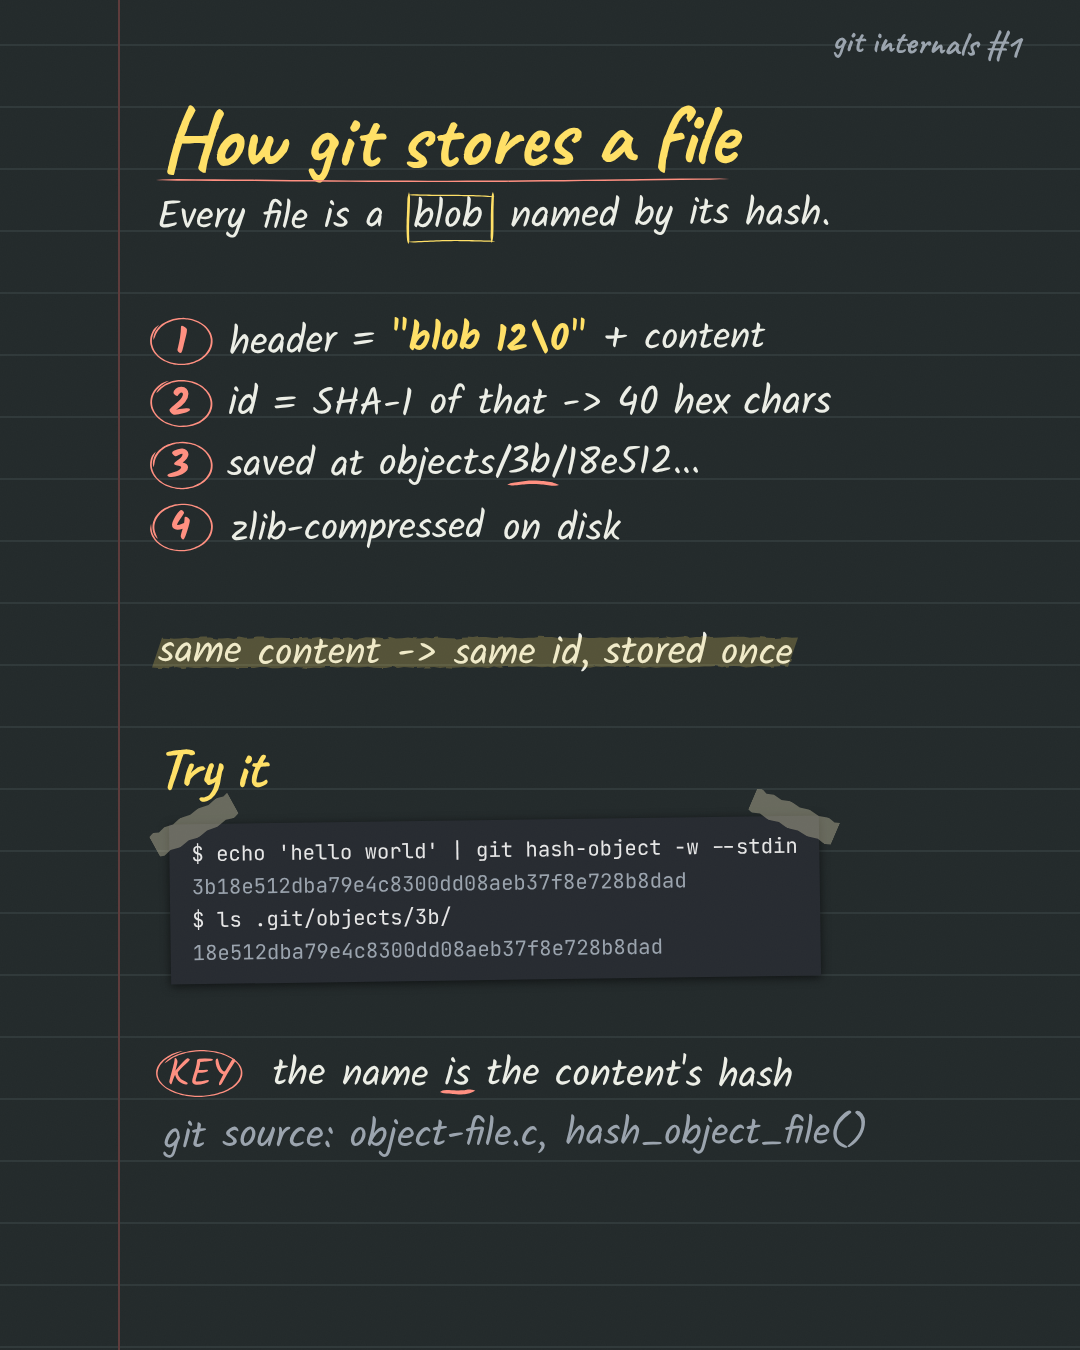 git internals #1
How git stores a file
Every file is a blob named by its hash.
1 header = "blob 12\0" + content
2 id = SHA-1 of that -> 40 hex chars
3 saved at objects/3b/18e512...
4 zlib-compressed on disk
same content -> same id, stored once
Try it
$ echo 'hello world' | git hash-object -w --stdin
3b18e512dba79e4c8300dd08aeb37f8e728b8dad
$ ls .git/objects/3b/
18e512dba79e4c8300dd08aeb37f8e728b8dad
KEY the name is the content's hash
git source: object-file.c, hash_object_file()